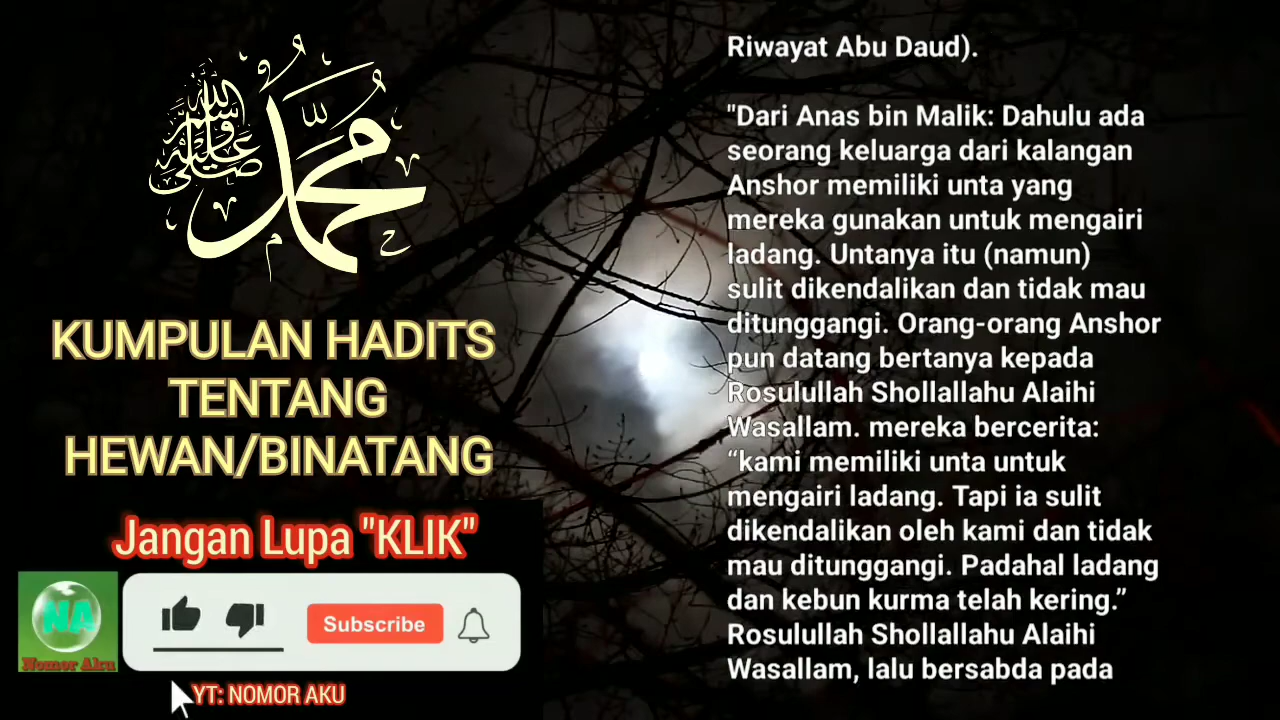 محمد
صلى الله عليه وسلم
KUMPULAN HADITS
TENTANG
HEWAN/BINATANG
Jangan Lupa "KLIK"
NA
Nomor Aku
Subscribe
YT: NOMOR AKU
Riwayat Abu Daud).
"Dari Anas bin Malik: Dahulu ada
seorang keluarga dari kalangan
Anshor memiliki unta yang
mereka gunakan untuk mengairi
ladang. Untanya itu (namun)
sulit dikendalikan dan tidak mau
ditunggangi. Orang-orang Anshor
pun datang bertanya kepada
Rosulullah Shollallahu Alaihi
Wasallam. mereka bercerita:
“kami memiliki unta untuk
mengairi ladang. Tapi ia sulit
dikendalikan oleh kami dan tidak
mau ditunggangi. Padahal ladang
dan kebun kurma telah kering.”
Rosulullah Shollallahu Alaihi
Wasallam, lalu bersabda pada